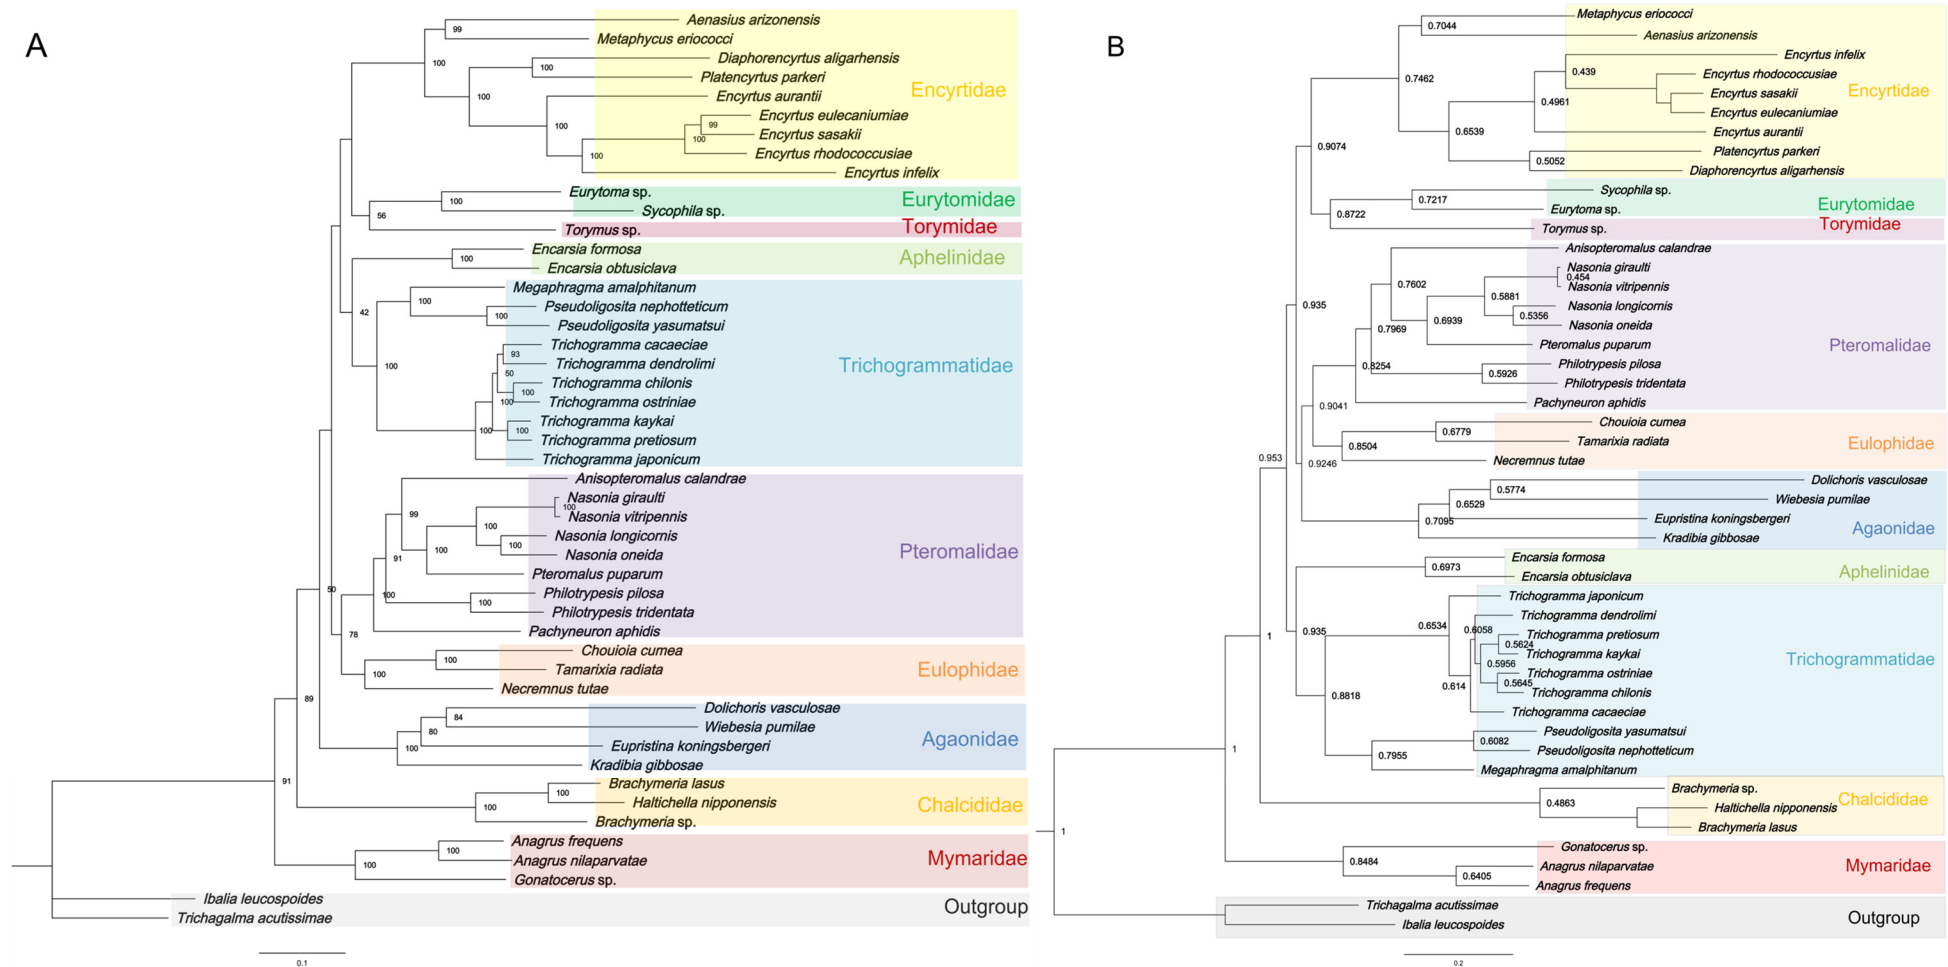 A
99
Aenasius arizonensis
Metaphycus eriococci
100
100
Diaphorencyrtus aligarhensis
Platencyrtus parkeri
Encyrtidae
100
Encyrtus aurantii
100
99
Encyrtus eulecaniumiae
100
Encyrtus sasakii
100
Encyrtus rhodococcusiae
Encyrtus infelix
100
Eurytoma sp.
Eurytomidae
56
Sycophila sp.
Torymus sp.
Torymidae
100
Encarsia formosa
Encarsia obtusiclava
Aphelinidae
42
100
Megaphragma amalphitanum
100
Pseudoligosita nephotteticum
Pseudoligosita yasumatsui
100
93
Trichogramma cacaeciae
Trichogramma dendrolimi
Trichogrammatidae
50
100
Trichogramma chilonis
100
Trichogramma ostriniae
100
100
Trichogramma kaykai
Trichogramma pretiosum
Trichogramma japonicum
99
Anisopteromalus calandrae
100
Nasonia giraulti
Nasonia vitripennis
100
100
Nasonia longicornis
Nasonia oneida
Pteromalidae
91
100
Pteromalus puparum
50
100
100
Philotrypesis pilosa
Philotrypesis tridentata
78
Pachyneuron aphidis
100
100
Chouioia cumea
Tamarixia radiata
Eulophidae
Necremnus tutae
89
84
Dolichoris vasculosae
80
Wiebesia pumilae
100
Eupristina koningsbergeri
Agaonidae
Kradibia gibbosae
91
100
100
Brachymeria lasus
Haltichella nipponensis
Chalcididae
Brachymeria sp.
100
100
Anagrus frequens
Anagrus nilaparvatae
Mymaridae
Gonatocerus sp.
Ibalia leucospoides
Outgroup
Trichagalma acutissimae
0.1
B
0.7044
Metaphycus eriococci
Aenasius arizonensis
0.7462
Encyrtus infelix
0.439
Encyrtus rhodococcusiae
Encyrtidae
0.4961
Encyrtus sasakii
Encyrtus eulecaniumiae
0.6539
Encyrtus aurantii
0.9074
0.5052
Platencyrtus parkeri
Diaphorencyrtus aligarhensis
0.7217
Sycophila sp.
Eurytomidae
0.8722
Eurytoma sp.
Torymus sp.
Torymidae
Anisopteromalus calandrae
0.7602
Nasonia giraulti
0.454
Nasonia vitripennis
0.935
0.5881
Nasonia longicornis
0.6939
0.5356
Nasonia oneida
0.7969
Pteromalus puparum
Pteromalidae
0.8254
0.5926
Philotrypesis pilosa
Philotrypesis tridentata
0.9041
Pachyneuron aphidis
0.6779
Chouioia cumea
0.8504
Tamarixia radiata
Eulophidae
0.953
0.9246
Necremnus tutae
0.5774
Dolichoris vasculosae
0.6529
Wiebesia pumilae
0.7095
Eupristina koningsbergeri
Agaonidae
Kradibia gibbosae
0.6973
Encarsia formosa
Encarsia obtusiclava
Aphelinidae
Trichogramma japonicum
0.935
0.6534
Trichogramma dendrolimi
0.6058
Trichogramma pretiosum
0.5624
1
Trichogramma kaykai
Trichogrammatidae
0.5956
Trichogramma ostriniae
0.614
0.5645
Trichogramma chilonis
0.8818
Trichogramma cacaeciae
Pseudoligosita yasumatsui
0.7955
0.6082
Pseudoligosita nephotteticum
1
Megaphragma amalphitanum
Brachymeria sp.
0.4863
Haltichella nipponensis
Chalcididae
Brachymeria lasus
1
Gonatocerus sp.
0.8484
Anagrus nilaparvatae
Mymaridae
0.6405
Anagrus frequens
Trichagalma acutissimae
Outgroup
Ibalia leucospoides
0.2